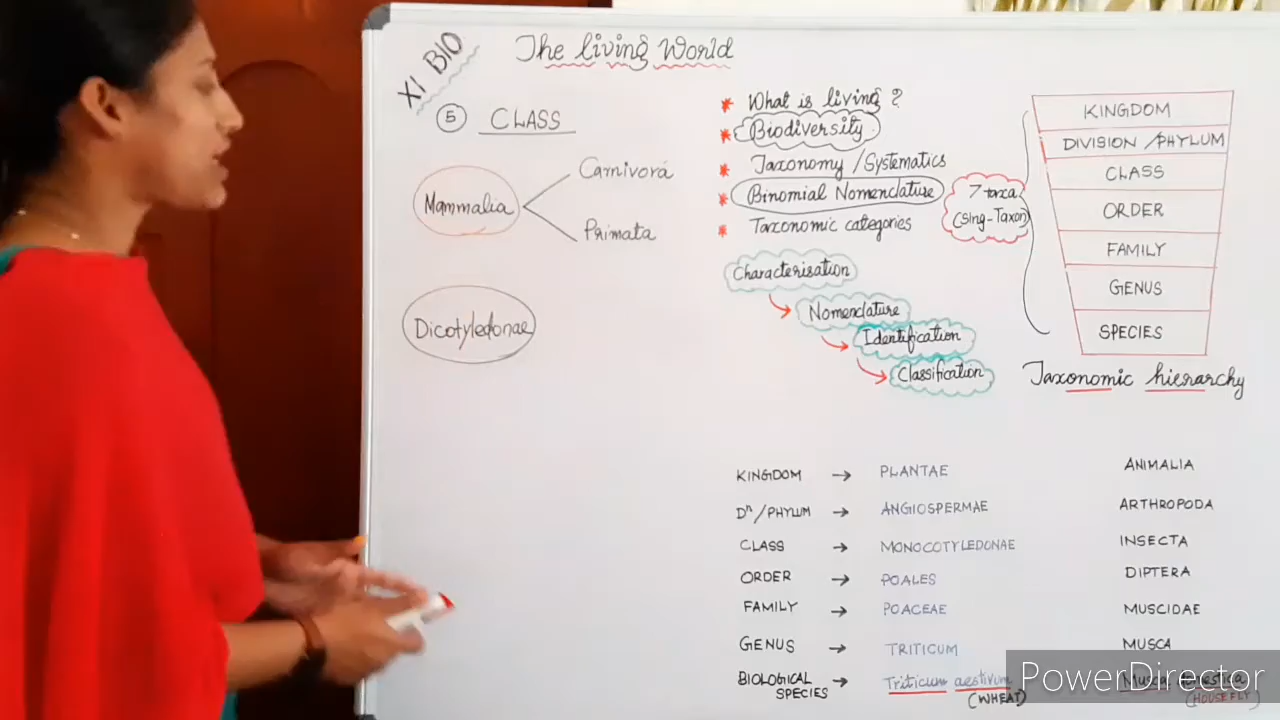 XI BIO
The living World
5 CLASS
Mammalia
Carnivora
Primata
Dicotyledonae
* What is living?
* Biodiversity
* Taxonomy/Systematics
* Binomial Nomenclature
* Taxonomic categories
7 taxa
(sing-Taxon)
Characterisation
Nomenclature
Identification
Classification
KINGDOM
DIVISION/PHYLUM
CLASS
ORDER
FAMILY
GENUS
SPECIES
Taxonomic hierarchy
KINGDOM → PLANTAE ANIMALIA
Dⁿ/PHYLUM → ANGIOSPERMAE ARTHROPODA
CLASS → MONOCOTYLEDONAE INSECTA
ORDER → POALES DIPTERA
FAMILY → POACEAE MUSCIDAE
GENUS → TRITICUM MUSCA
BIOLOGICAL SPECIES → Triticum aestivum Musca
(WHEAT) (HOUSEFLY)
PowerDirector